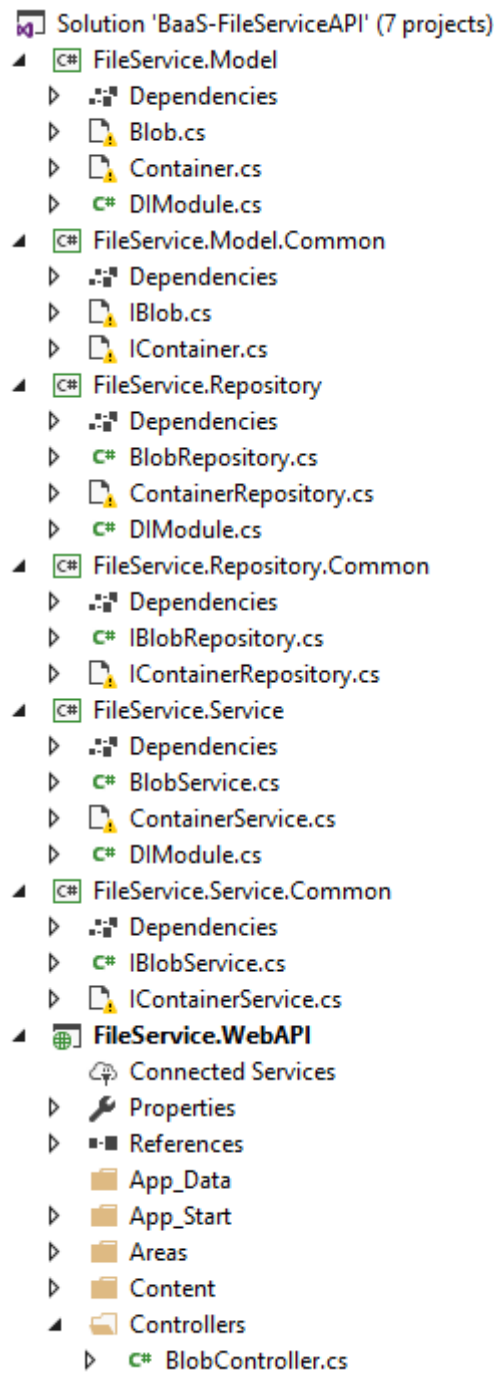 Solution 'BaaS-FileServiceAPI' (7 projects)
C# FileService.Model
Dependencies
Blob.cs
Container.cs
C# DIModule.cs
C# FileService.Model.Common
Dependencies
IBlob.cs
IContainer.cs
C# FileService.Repository
Dependencies
C# BlobRepository.cs
ContainerRepository.cs
C# DIModule.cs
C# FileService.Repository.Common
Dependencies
C# IBlobRepository.cs
IContainerRepository.cs
C# FileService.Service
Dependencies
C# BlobService.cs
ContainerService.cs
C# DIModule.cs
C# FileService.Service.Common
Dependencies
C# IBlobService.cs
IContainerService.cs
FileService.WebAPI
Connected Services
Properties
References
App_Data
App_Start
Areas
Content
Controllers
C# BlobController.cs